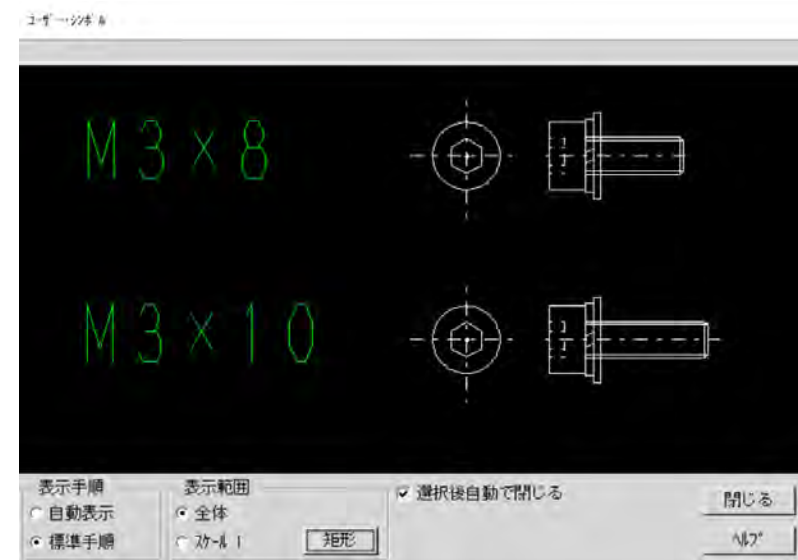 ユーザー・シンボル
M3×8
M3×10
表示手順
表示範囲
選択後自動で閉じる
閉じる
自動表示
全体
標準手順
スケール 1
矩形
ヘルプ